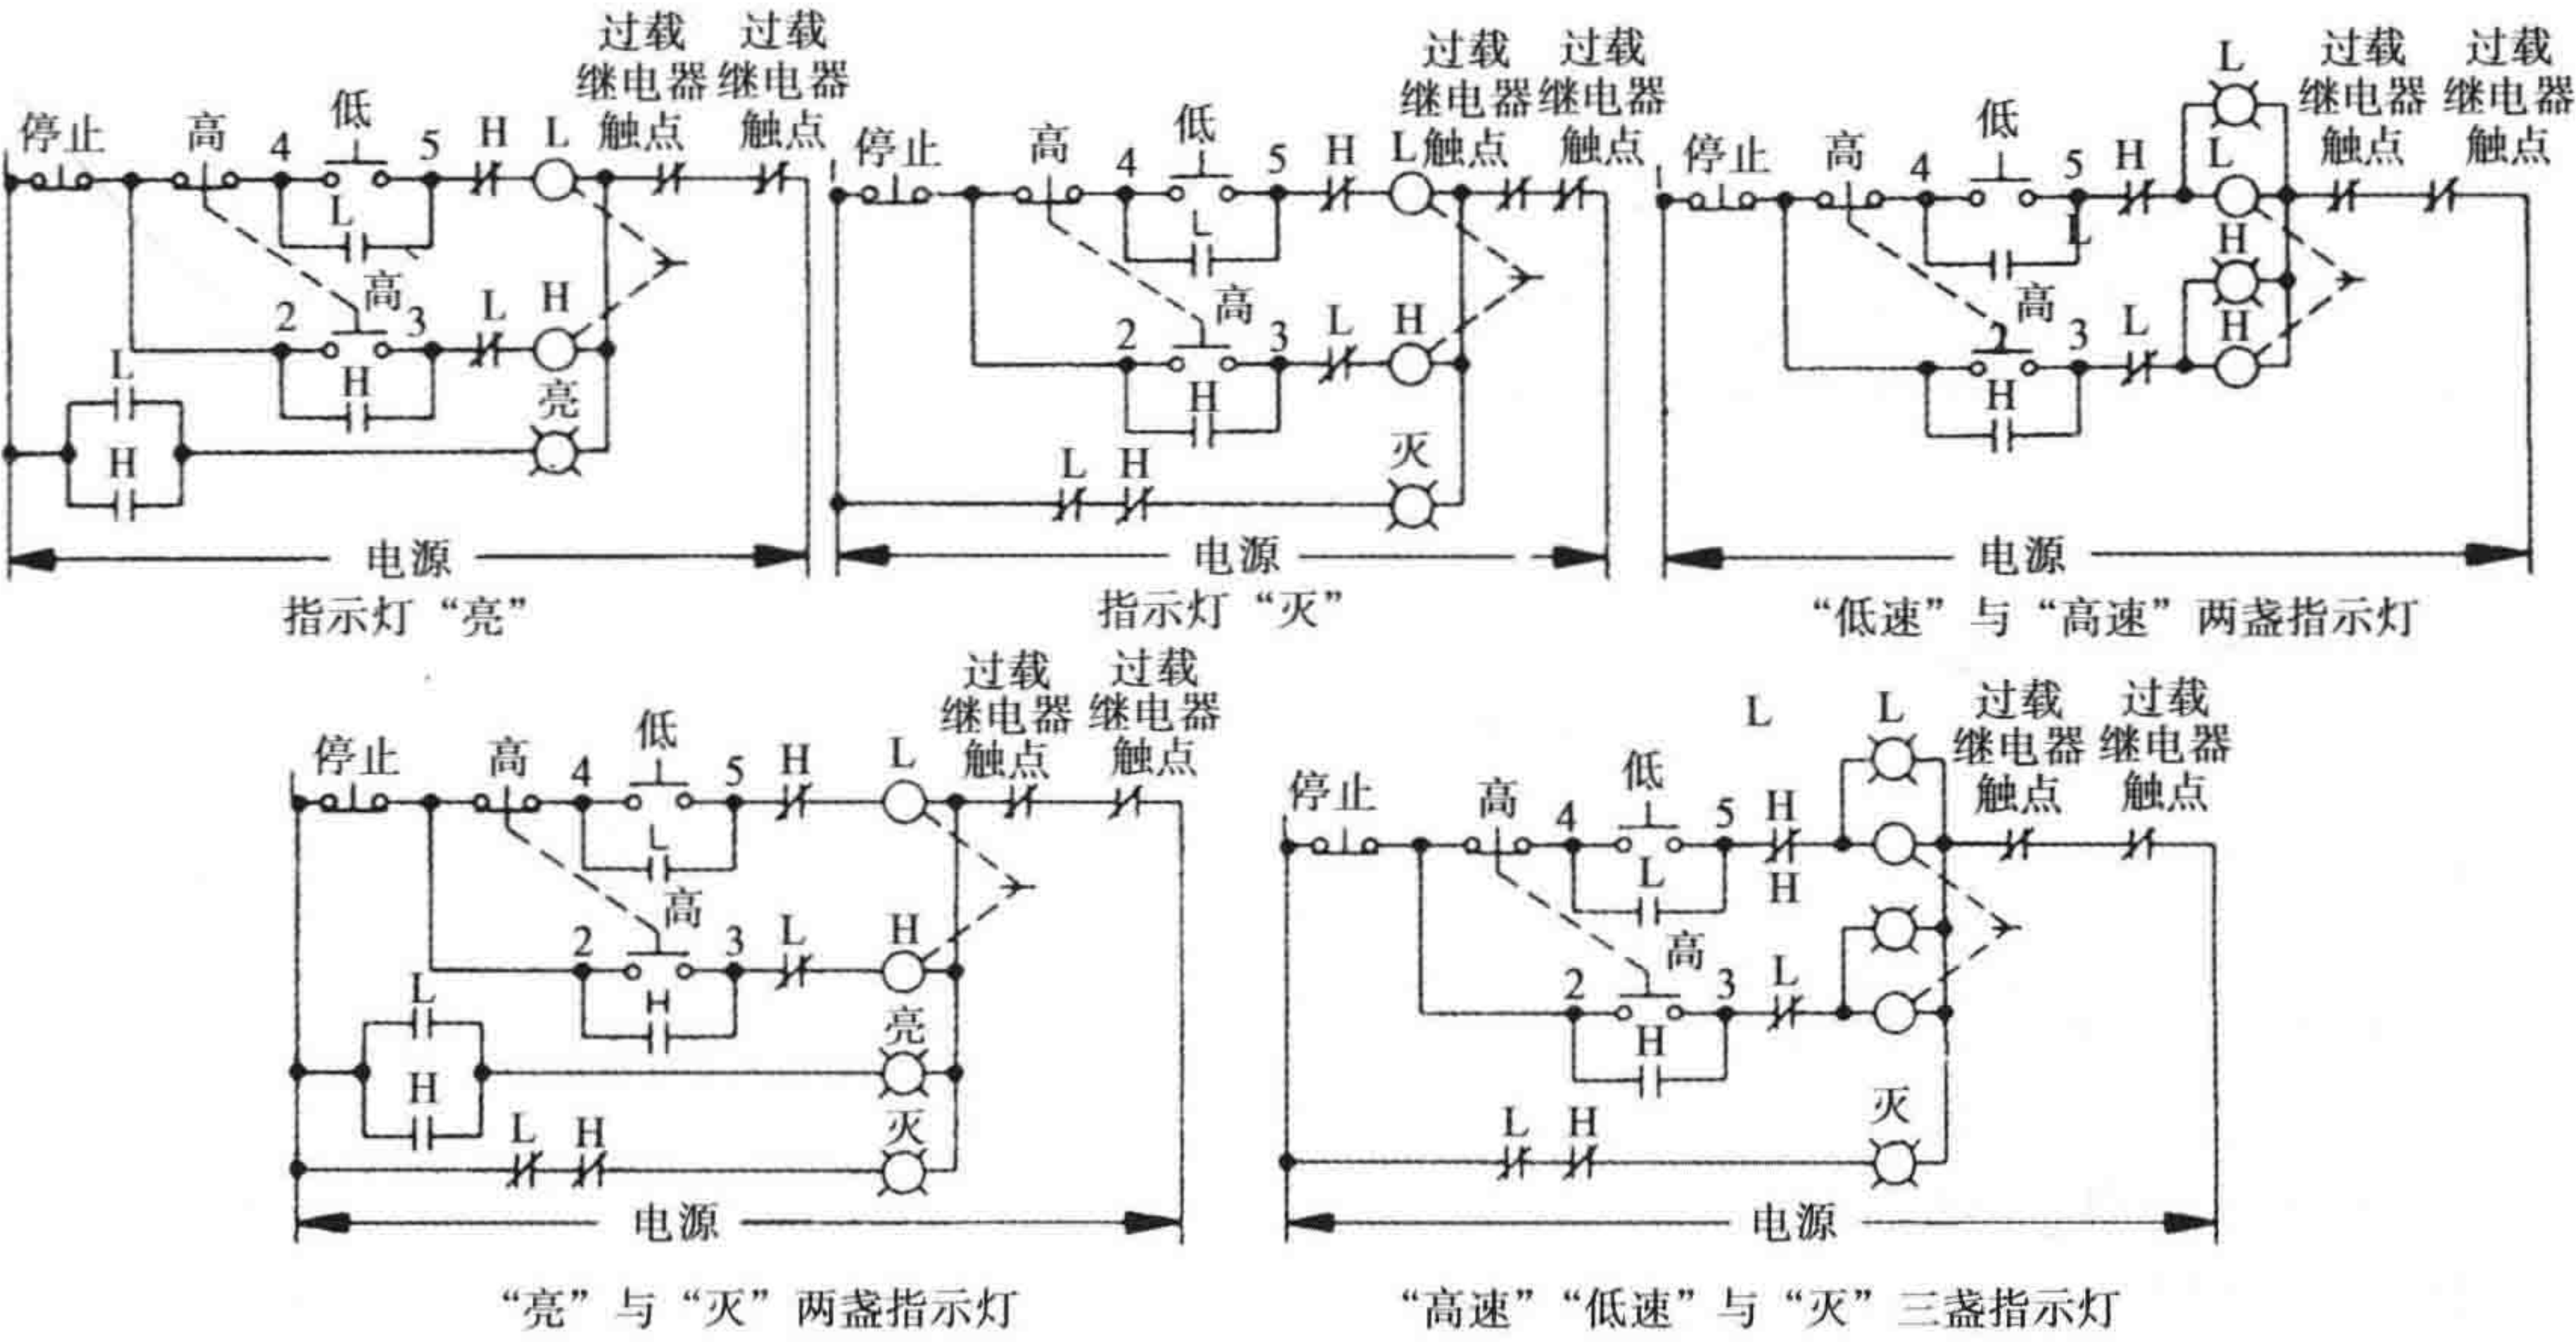 过载 过载
继电器 继电器
触点 触点
停止 高 4 低 5 H L
L
高
2 3 L H
H
L
H
亮
电源
指示灯“亮”
过载 过载
继电器 继电器
触点 触点
停止 高 4 低 5 H L
L
高
2 3 L H
H
L H 灭
电源
指示灯“灭”
L
过载 过载
继电器 继电器
触点 触点
停止 高 4 低 5 H L
L
H
高
2 3 L H
H
电源
“低速”与“高速”两盏指示灯
过载 过载
继电器 继电器
触点 触点
停止 高 4 低 5 H L
L
高
2 3 L H
H
L
H
亮
L H 灭
电源
“亮”与“灭”两盏指示灯
L L
过载 过载
继电器 继电器
触点 触点
停止 高 4 低 5 H
L H
高
2 3 L
H
L H 灭
电源
“高速”“低速”与“灭”三盏指示灯